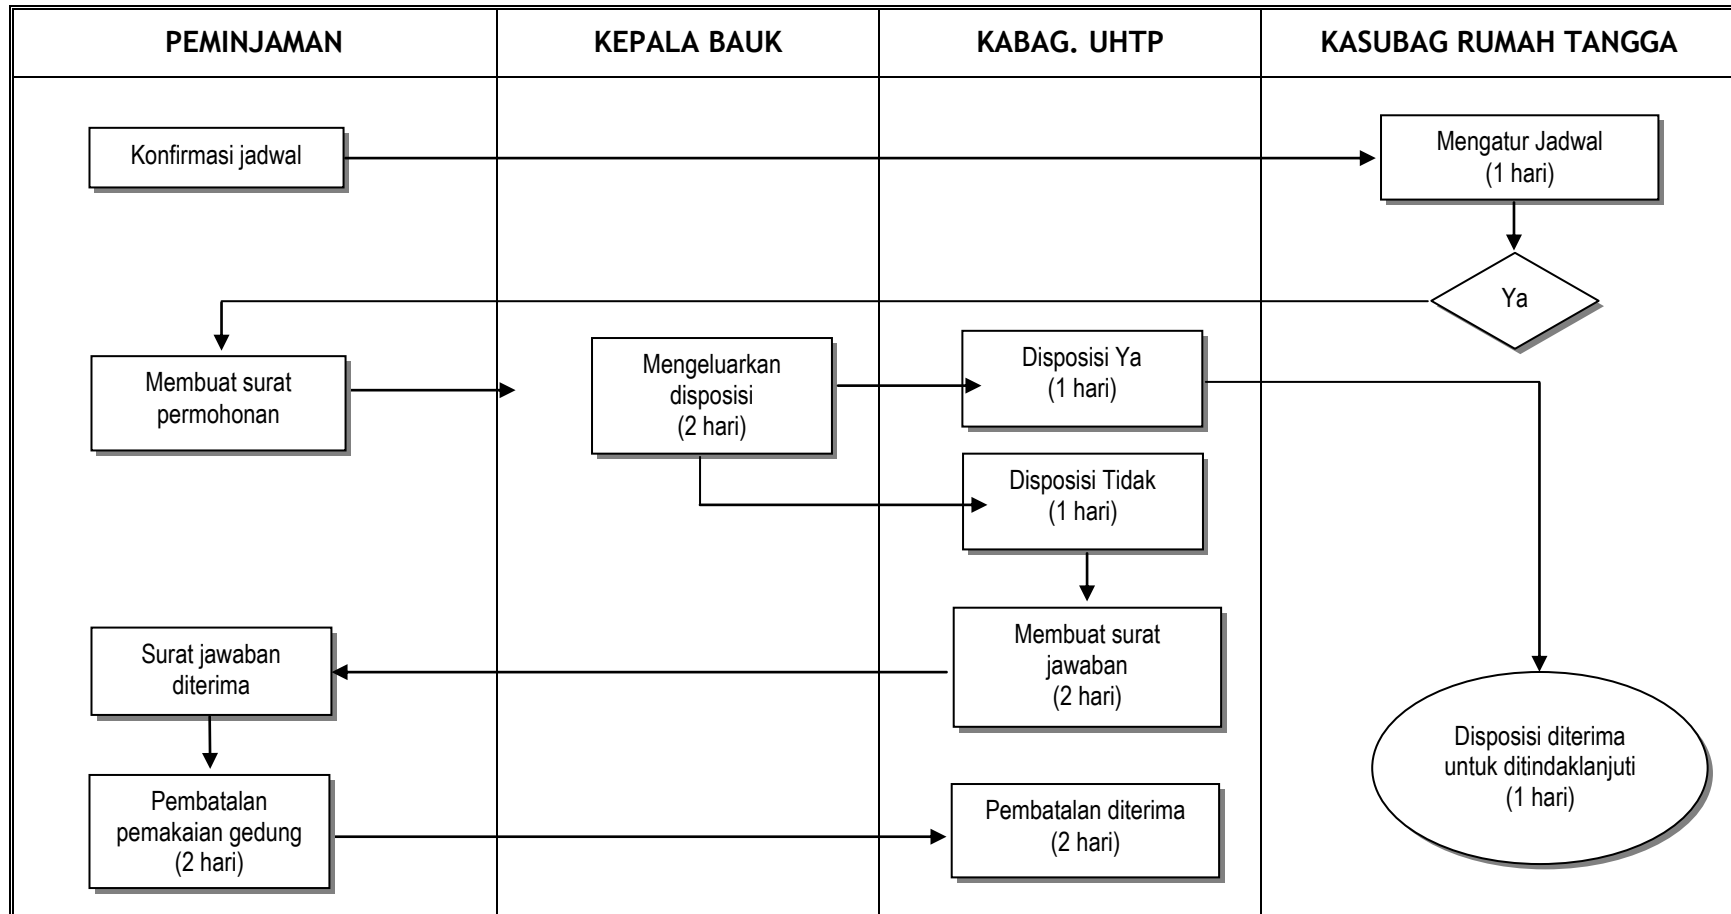 PEMINJAMAN
KEPALA BAUK
KABAG. UHTP
KASUBAG RUMAH TANGGA
Konfirmasi jadwal
Mengatur Jadwal
(1 hari)
Ya
Membuat surat
permohonan
Mengeluarkan
disposisi
(2 hari)
Disposisi Ya
(1 hari)
Disposisi Tidak
(1 hari)
Membuat surat
jawaban
(2 hari)
Surat jawaban
diterima
Disposisi diterima
untuk ditindaklanjuti
(1 hari)
Pembatalan
pemakaian gedung
(2 hari)
Pembatalan diterima
(2 hari)